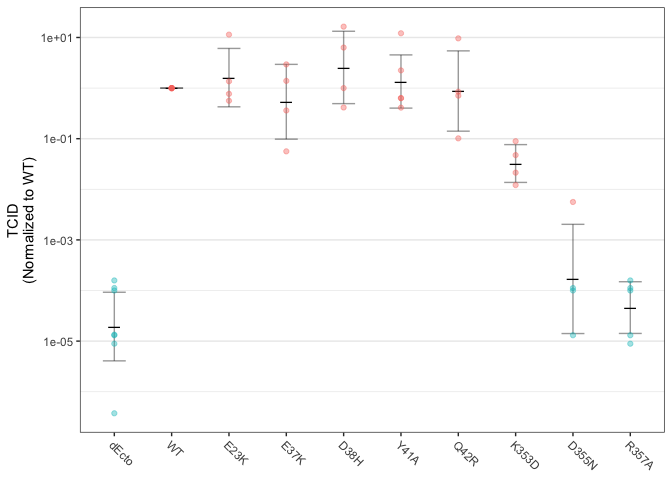 TCID
(Normalized to WT)
1e+01
1e-01
1e-03
1e-05
dEcto
WT
E23K
E37K
D38H
Y41A
Q42R
K353D
D355N
R357A